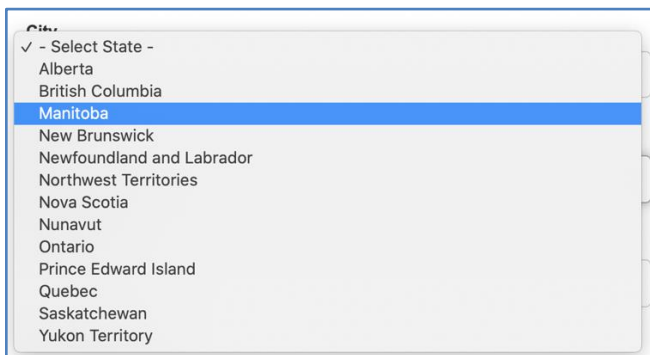 City
✓ - Select State -
Alberta
British Columbia
Manitoba
New Brunswick
Newfoundland and Labrador
Northwest Territories
Nova Scotia
Nunavut
Ontario
Prince Edward Island
Quebec
Saskatchewan
Yukon Territory